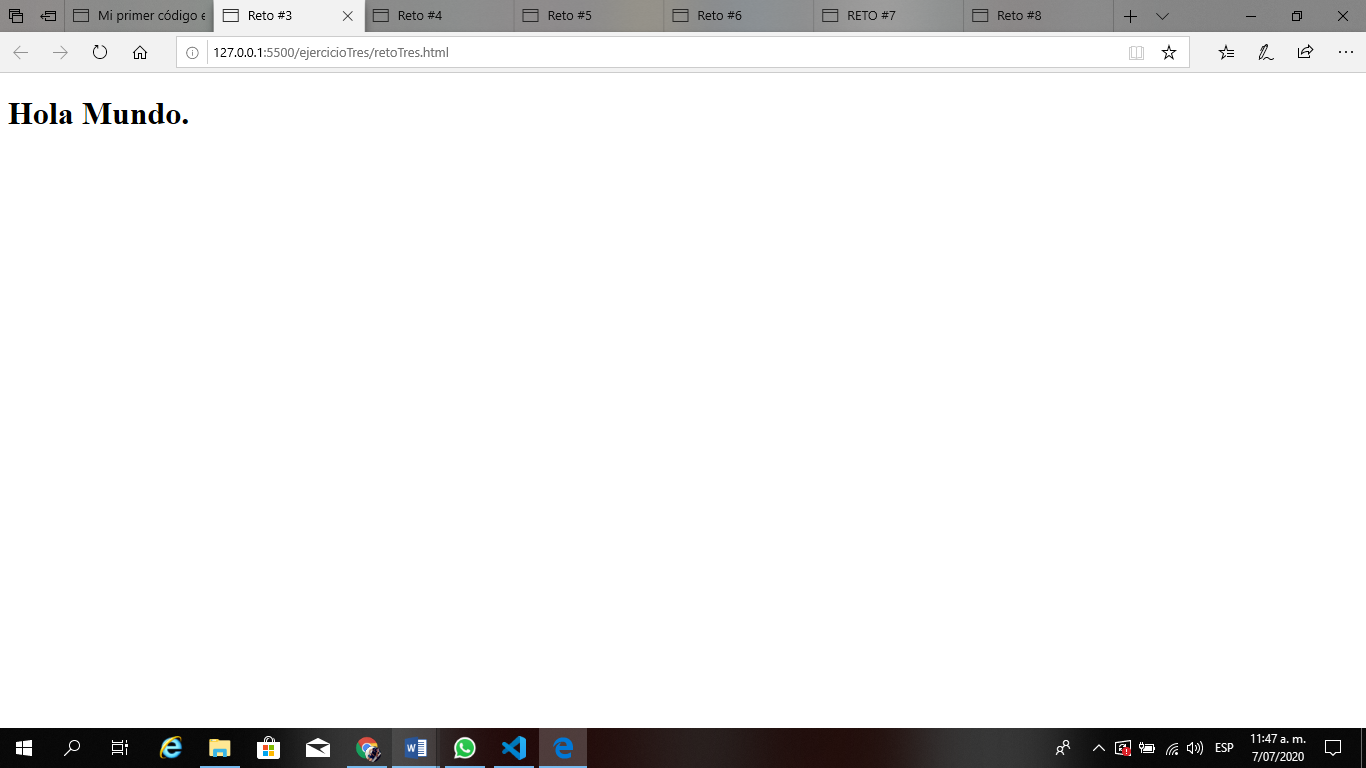 Mi primer código e
Reto #3
Reto #4
Reto #5
Reto #6
RETO #7
Reto #8
127.0.0.1:5500/ejercicioTres/retoTres.html
Hola Mundo.
ESP
11:47 a. m.
7/07/2020